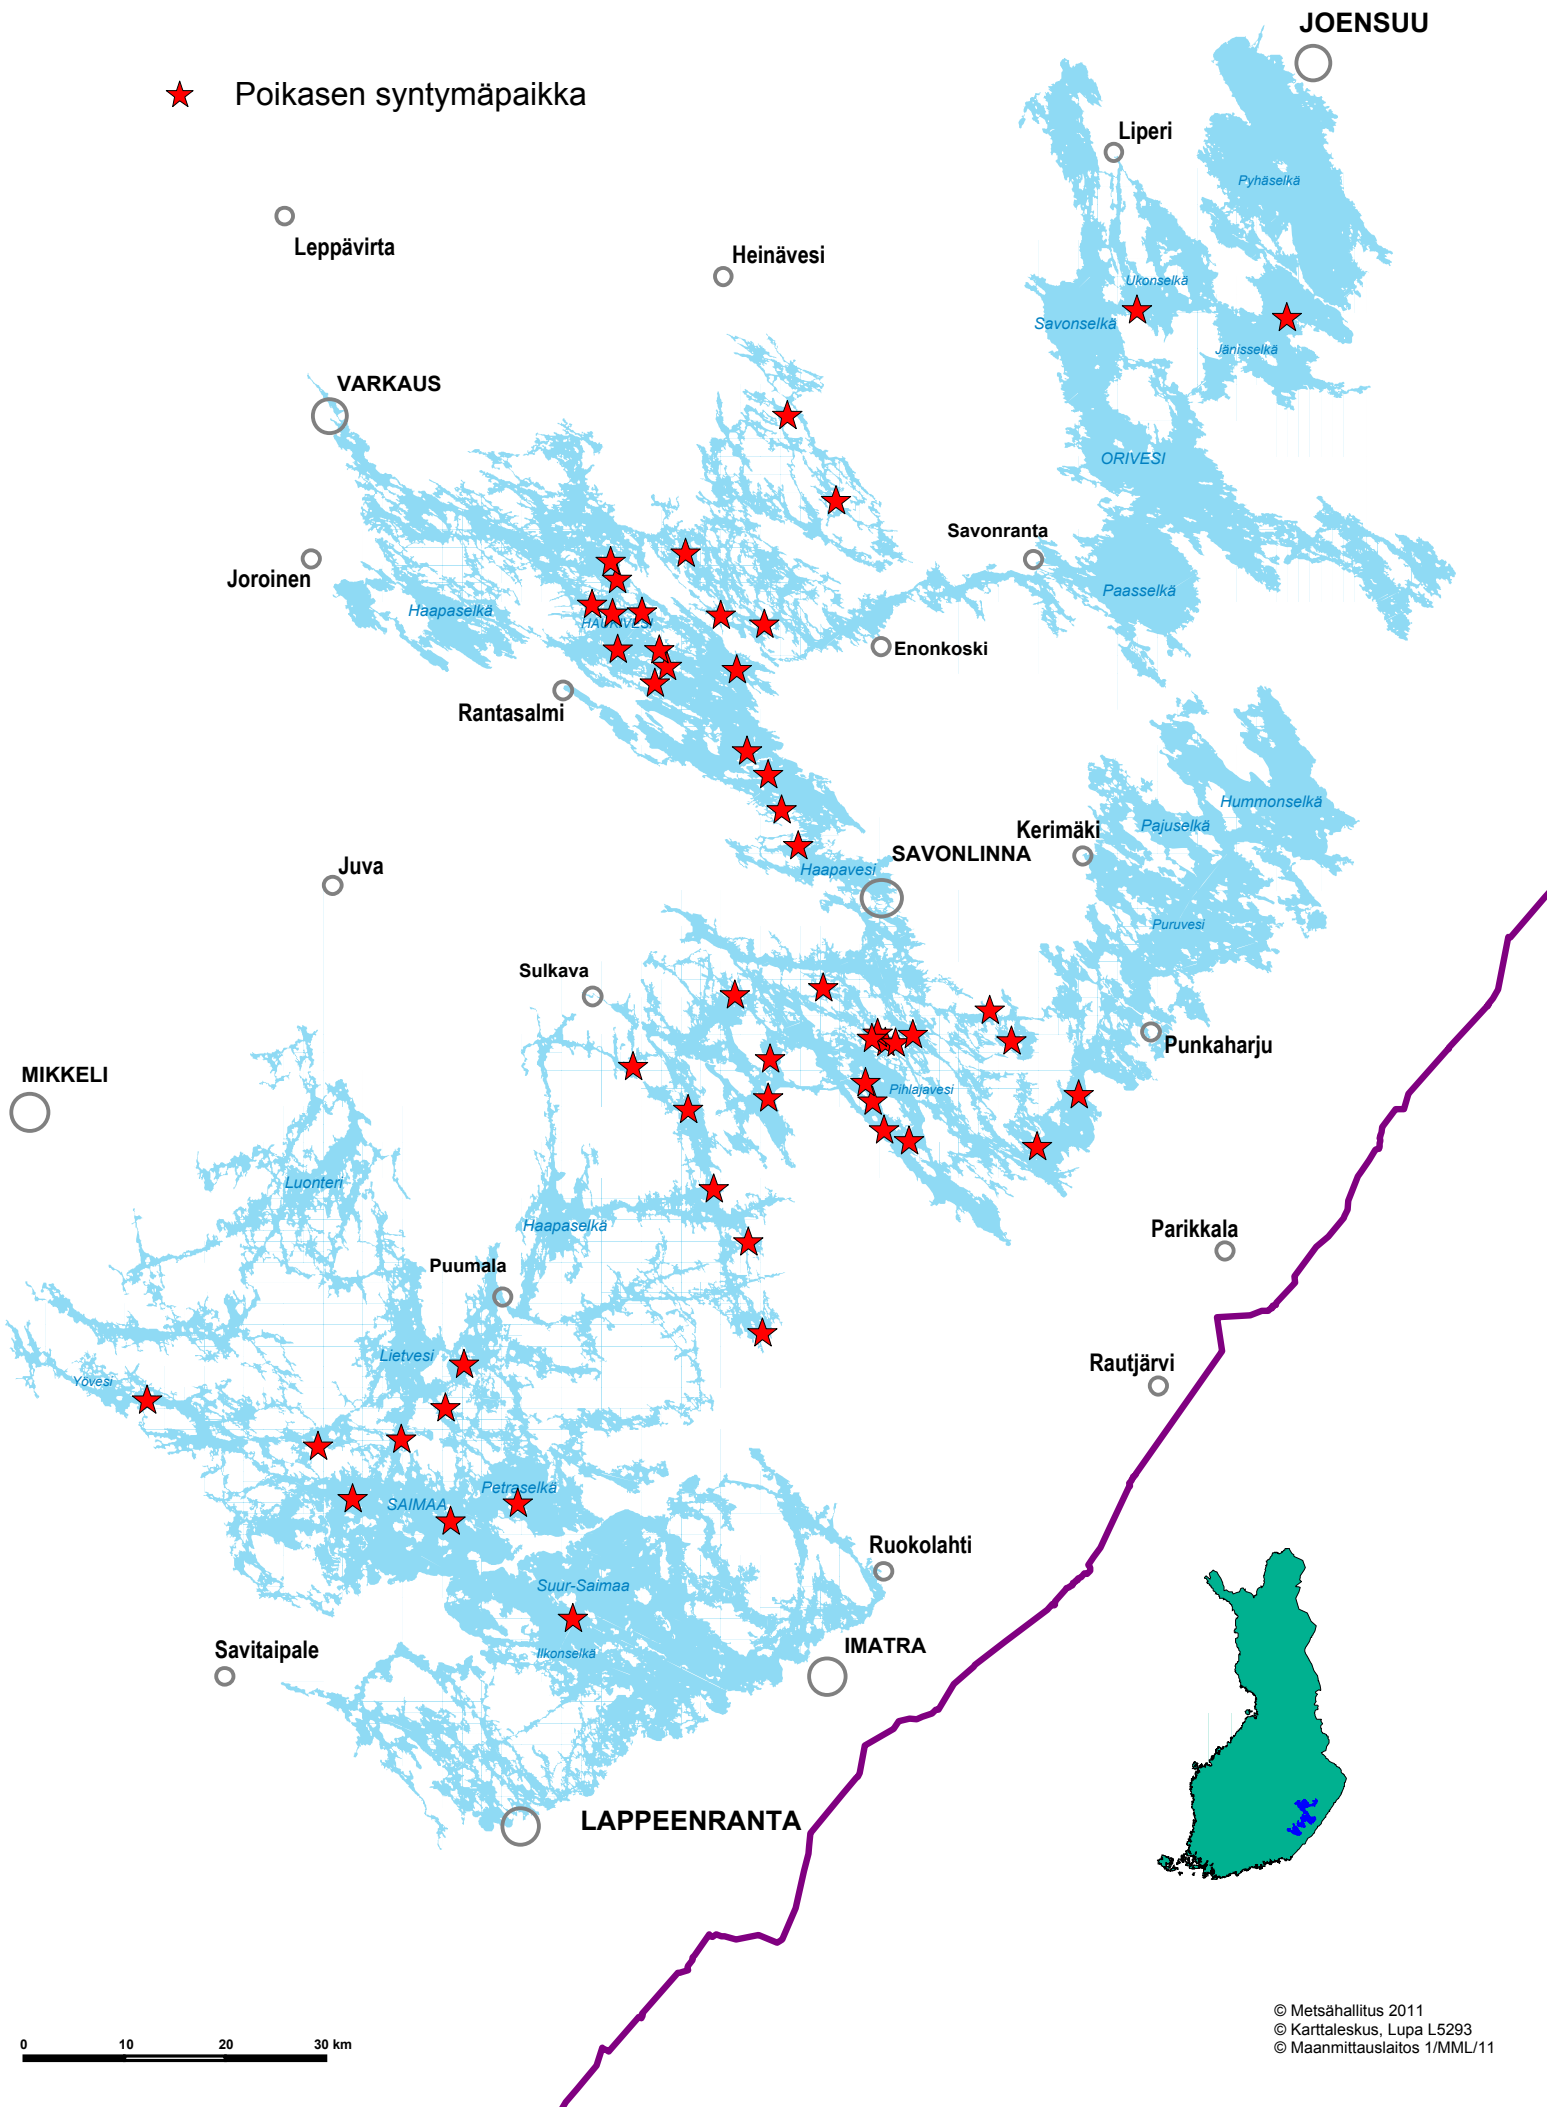 JOENSUU
Poikasen syntymäpaikka
Liperi
Pyhäselkä
Leppävirta
Heinävesi
Ukonselkä
Savonselkä
Jänisselkä
VARKAUS
ORIVESI
Savonranta
Joroinen
Haapaselkä
Paasselkä
HAUKIVESI
Enonkoski
Rantasalmi
Hummonselkä
Pajuselkä
Kerimäki
SAVONLINNA
Haapavesi
Juva
Puruvesi
Sulkava
Punkaharju
MIKKELI
Pihlajavesi
Luonteri
Haapaselkä
Parikkala
Puumala
Lietvesi
Rautjärvi
Yövesi
Petraselkä
SAIMAA
Ruokolahti
Suur-Saimaa
IMATRA
Ilkonselkä
Savitaipale
LAPPEENRANTA
© Metsähallitus 2011
© Karttaleskus, Lupa L5293
© Maanmittauslaitos 1/MML/11
0 10 20 30 km